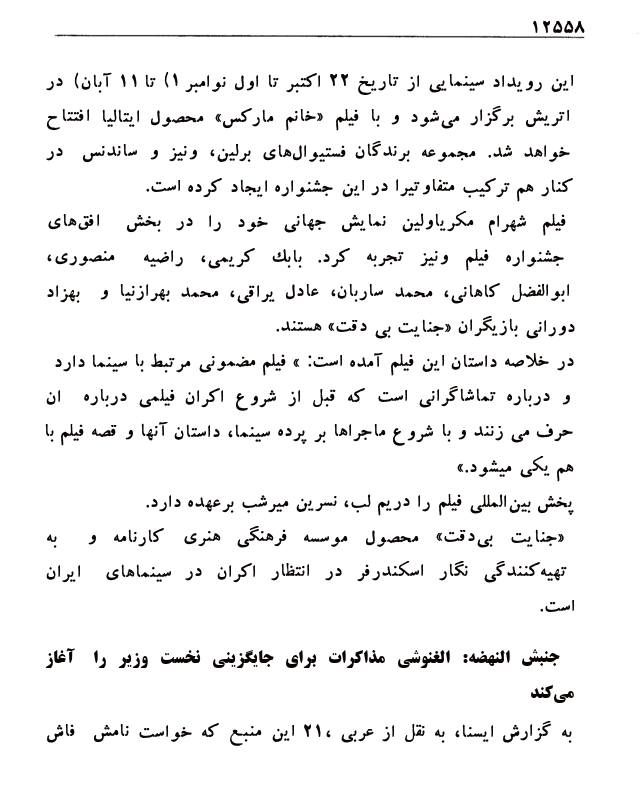 ۱۲۵۵۸
این رویداد سینمایی از تاریخ ۲۲ اکتبر تا اول نوامبر ۱) تا ۱۱ آبان) در
اتریش برگزار می‌شود و با فیلم «خانم مارکس» محصول ایتالیا افتتاح
خواهد شد. مجموعه برندگان فستیوال‌های برلین، ونیز و ساندنس در
کنار هم ترکیب متفاوتیرا در این جشنواره ایجاد کرده است.
فیلم شهرام مکریاولین نمایش جهانی خود را در بخش افق‌های
جشنواره فیلم ونیز تجربه کرد. بابك کریمی، راضیه منصوری،
ابوالفضل کاهانی، محمد ساربان، عادل یراقی، محمد بهرازنیا و بهزاد
دورانی بازیگران «جنایت بی دقت» هستند.
در خلاصه داستان این فیلم آمده است: » فیلم مضمونی مرتبط با سینما دارد
و درباره تماشاگرانی است که قبل از شروع اکران فیلمی درباره ان
حرف می زنند و با شروع ماجراها بر پرده سینما، داستان آنها و قصه فیلم با
هم یکی میشود.»
پخش بین‌المللی فیلم را دریم لب، نسرین میرشب برعهده دارد.
«جنایت بی‌دقت» محصول موسسه فرهنگی هنری کارنامه و به
تهیه‌کنندگی نگار اسکندرفر در انتظار اکران در سینماهای ایران
است.
جنبش النهضه: الغنوشی مذاکرات برای جایگزینی نخست وزیر را آغاز
می‌کند
به گزارش ایسنا، به نقل از عربی ،۲۱ این منبع که خواست نامش فاش